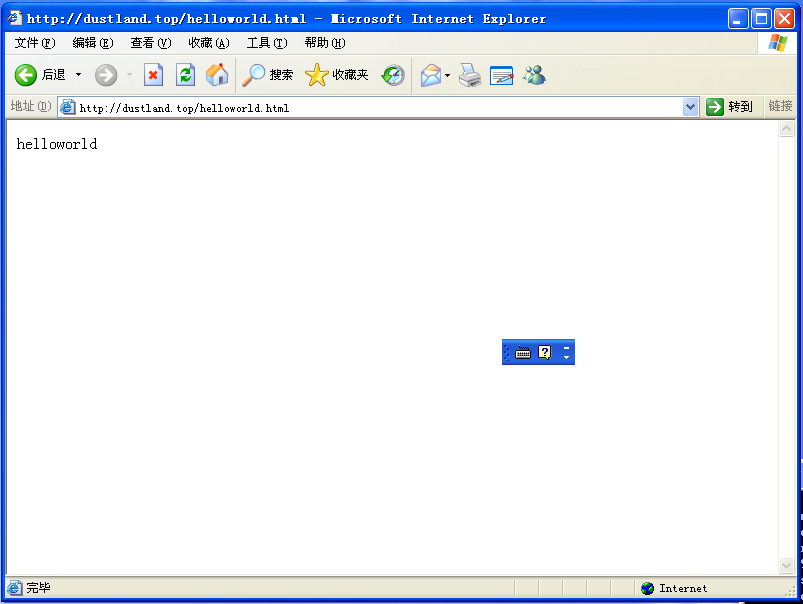 http://dustland.top/helloworld.html - Microsoft Internet Explorer
文件(F) 编辑(E) 查看(V) 收藏(A) 工具(T) 帮助(H)
后退 搜索 收藏夹
地址(D) http://dustland.top/helloworld.html 转到 链接
helloworld
?
完毕 Internet